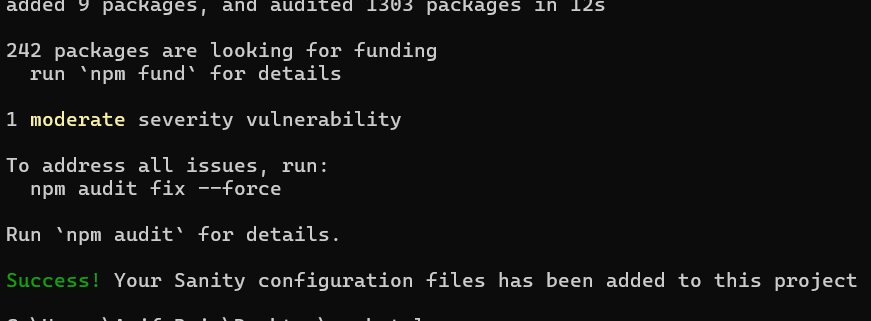 added 9 packages, and audited 1303 packages in 12s
242 packages are looking for funding
run `npm fund` for details
1 moderate severity vulnerability
To address all issues, run:
npm audit fix --force
Run `npm audit` for details.
Success! Your Sanity configuration files has been added to this project